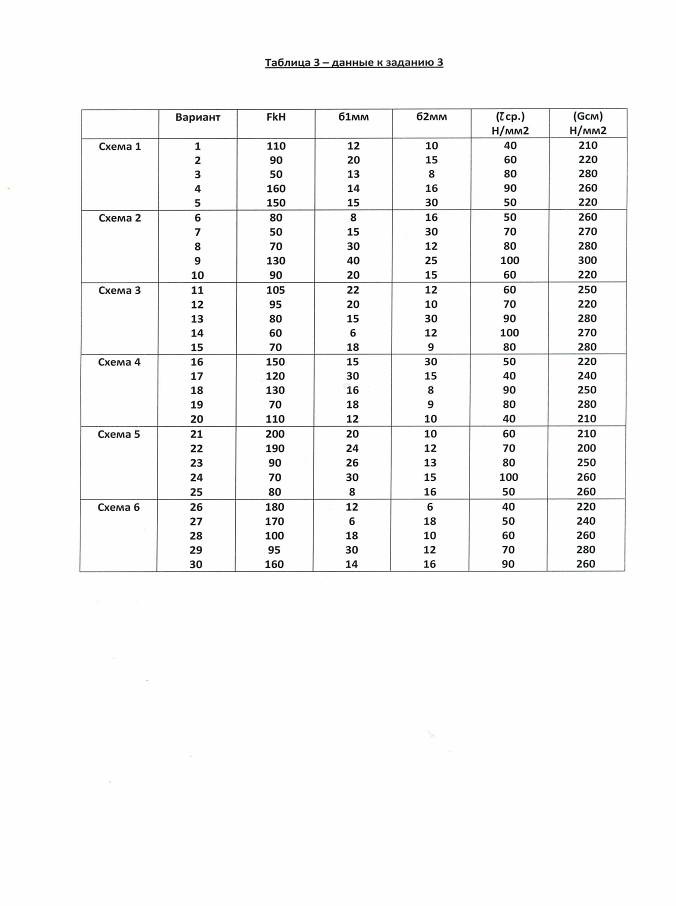 Таблица 3 – данные к заданию 3
Вариант FkH б1мм б2мм (ζср.) Н/мм2 (Gсм) Н/мм2
Схема 1 1 110 12 10 40 210
2 90 20 15 60 220
3 50 13 8 80 280
4 160 14 16 90 260
5 150 15 30 50 220
Схема 2 6 80 8 16 50 260
7 50 15 30 70 270
8 70 30 12 80 280
9 130 40 25 100 300
10 90 20 15 60 220
Схема 3 11 105 22 12 60 250
12 95 20 10 70 220
13 80 15 30 90 280
14 60 6 12 100 270
15 70 18 9 80 280
Схема 4 16 150 15 30 50 220
17 120 30 15 40 240
18 130 16 8 90 250
19 70 18 9 80 280
20 110 12 10 40 210
Схема 5 21 200 20 10 60 210
22 190 24 12 70 200
23 90 26 13 80 250
24 70 30 15 100 260
25 80 8 16 50 260
Схема 6 26 180 12 6 40 220
27 170 6 18 50 240
28 100 18 10 60 260
29 95 30 12 70 280
30 160 14 16 90 260